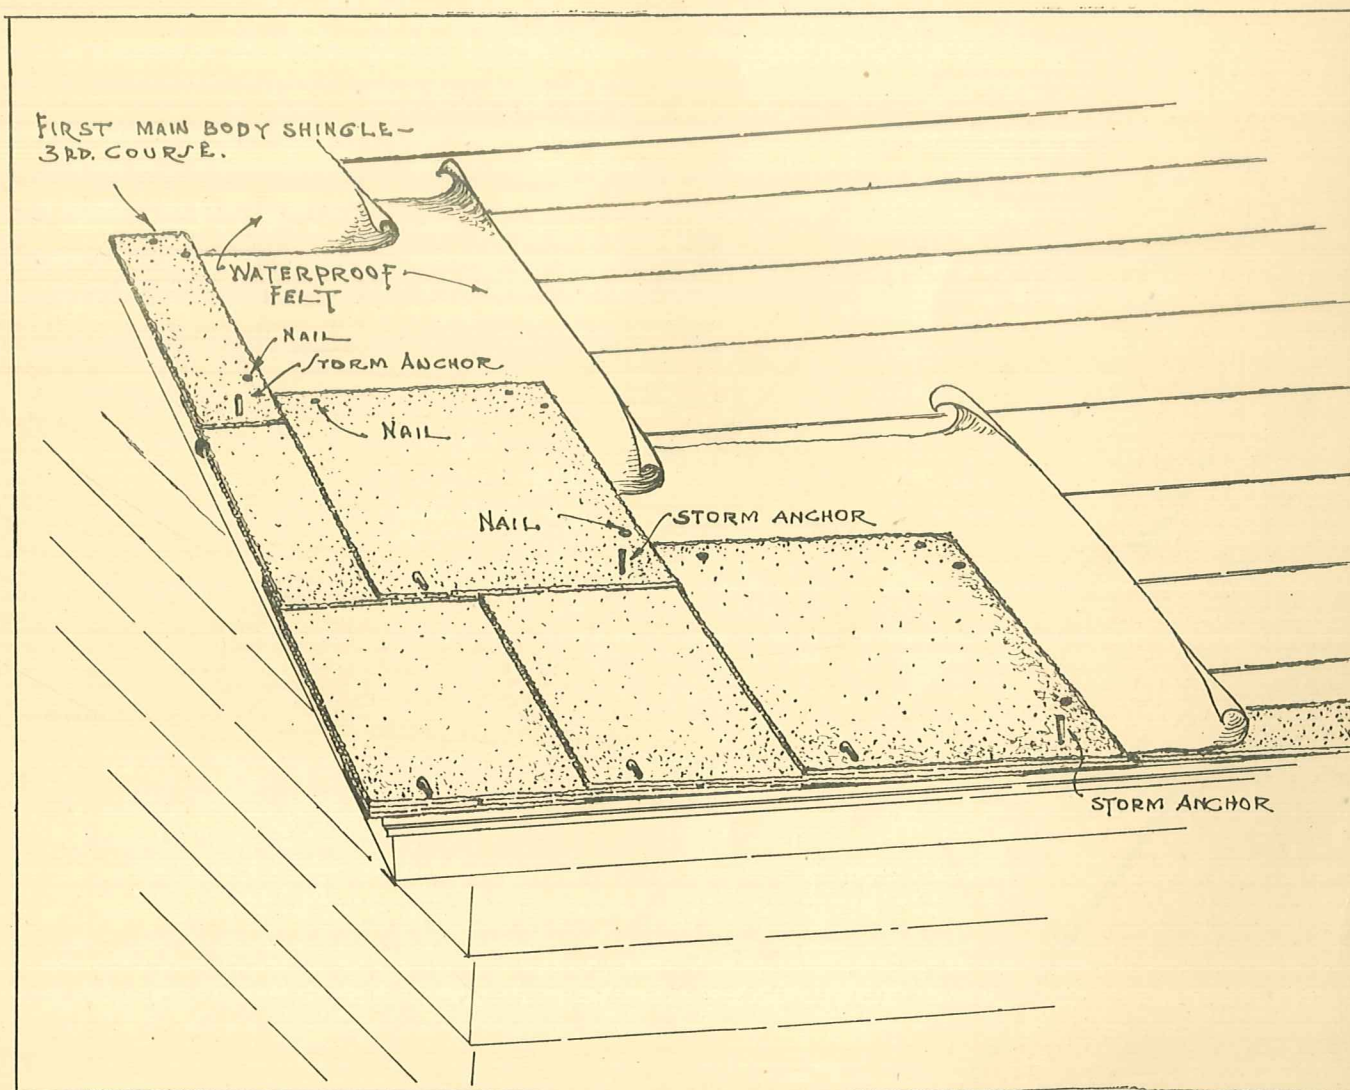 FIRST MAIN BODY SHINGLE-
3RD. COURSE.
WATERPROOF
FELT
NAIL
STORM ANCHOR
NAIL
NAIL
STORM ANCHOR
STORM ANCHOR